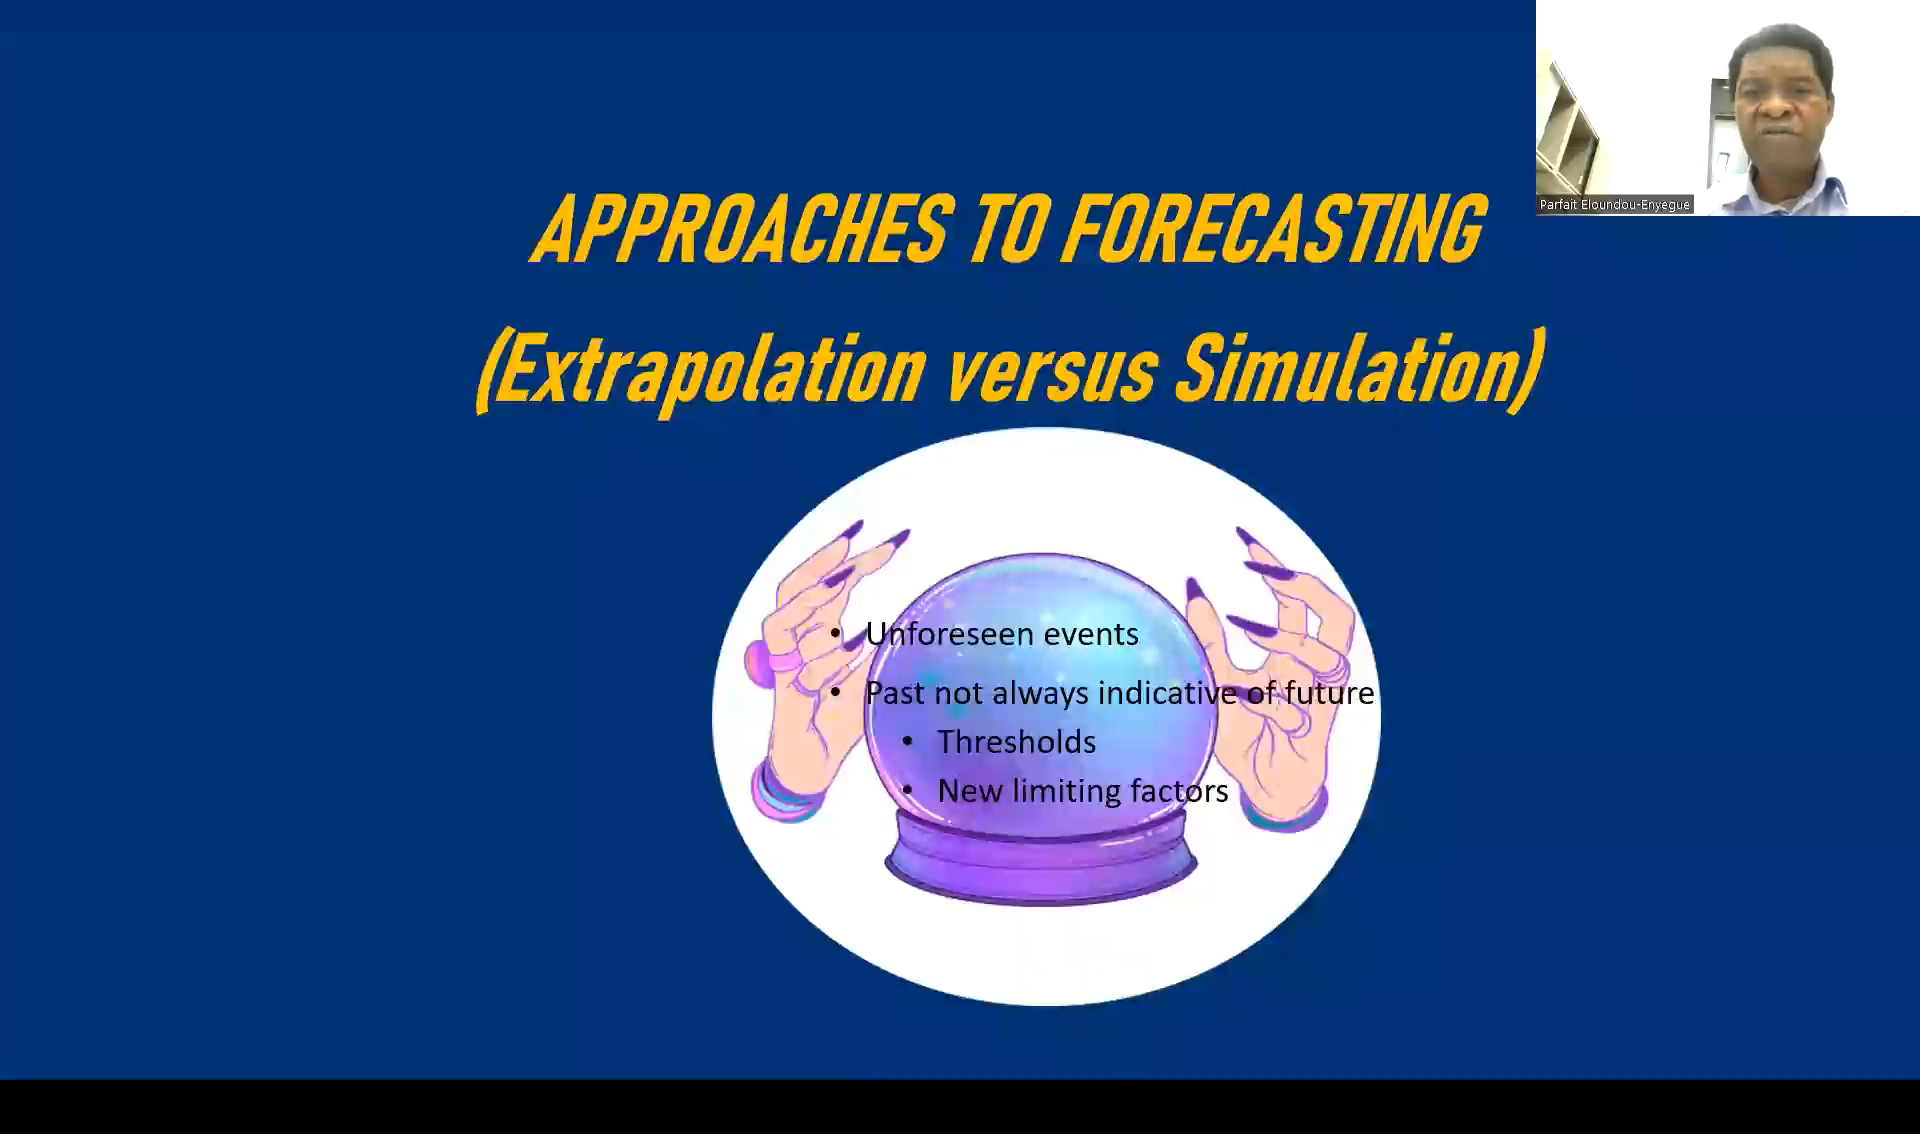 APPROACHES TO FORECASTING
(Extrapolation versus Simulation)
Parfait Eloundou-Enyegue
• Unforeseen events
• Past not always indicative of future
• Thresholds
• New limiting factors